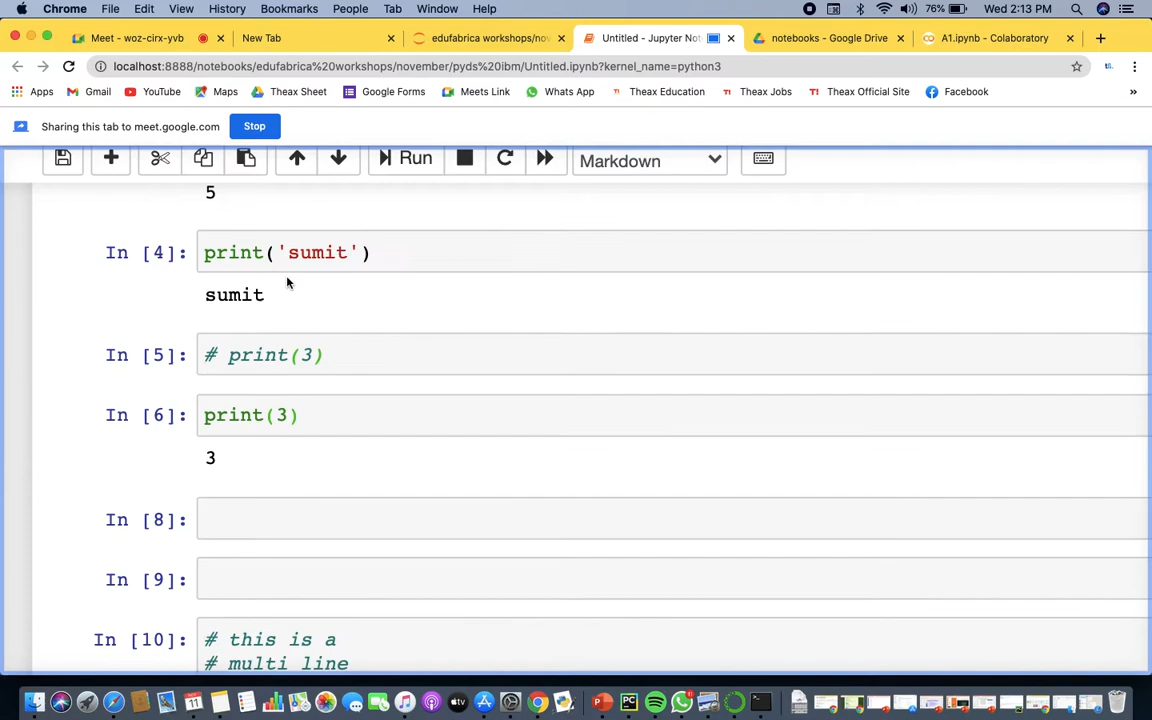 Chrome File Edit View History Bookmarks People Tab Window Help 76% Wed 2:13 PM
Meet - woz-cirx-yvb New Tab edufabrica workshops/nov Untitled - Jupyter Not notebooks - Google Drive A1.ipynb - Colaboratory
localhost:8888/notebooks/edufabrica%20workshops/november/pyds%20ibm/Untitled.ipynb?kernel_name=python3
Apps Gmail YouTube Maps Theax Sheet Google Forms Meets Link Whats App Theax Education Theax Jobs Theax Official Site Facebook »
Sharing this tab to meet.google.com Stop
Run Markdown
5
In [4]: print('sumit')
sumit
In [5]: # print(3)
In [6]: print(3)
3
In [8]:
In [9]:
In [10]: # this is a
# multi line